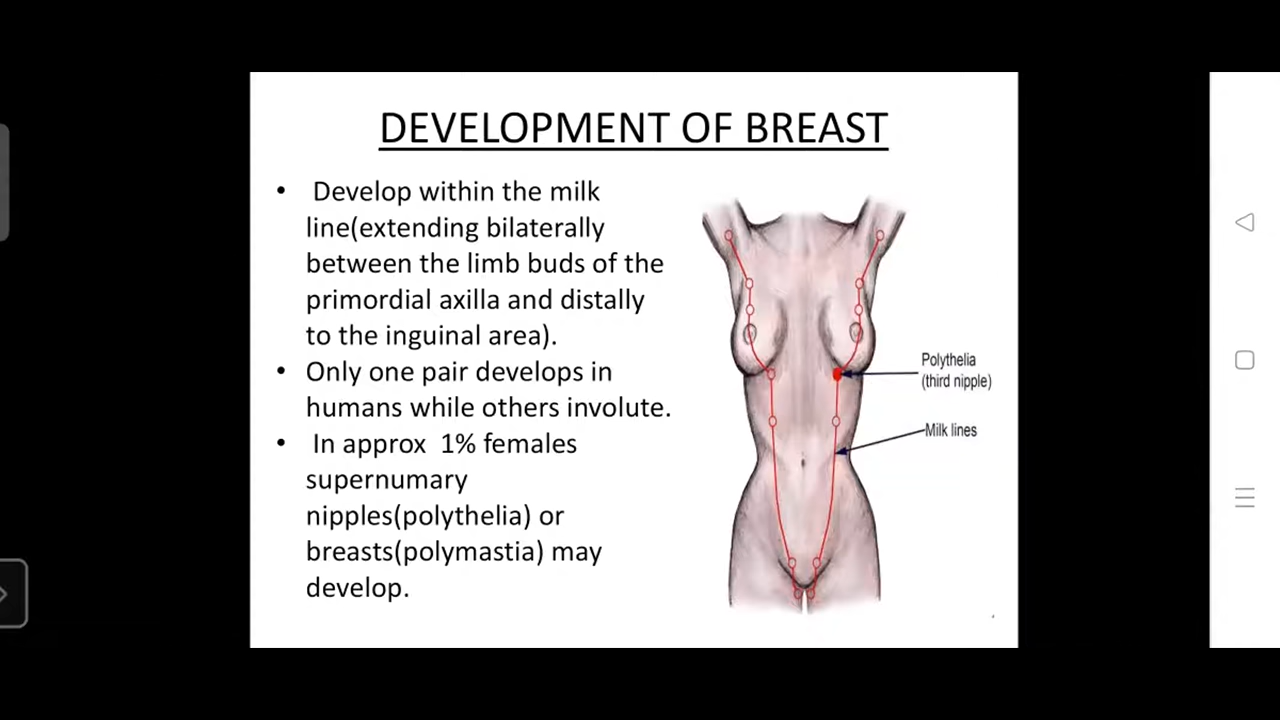 DEVELOPMENT OF BREAST
• Develop within the milk
line(extending bilaterally
between the limb buds of the
primordial axilla and distally
to the inguinal area).
• Only one pair develops in
humans while others involute.
• In approx 1% females
supernumary
nipples(polythelia) or
breasts(polymastia) may
develop.
Polythelia
(third nipple)
Milk lines